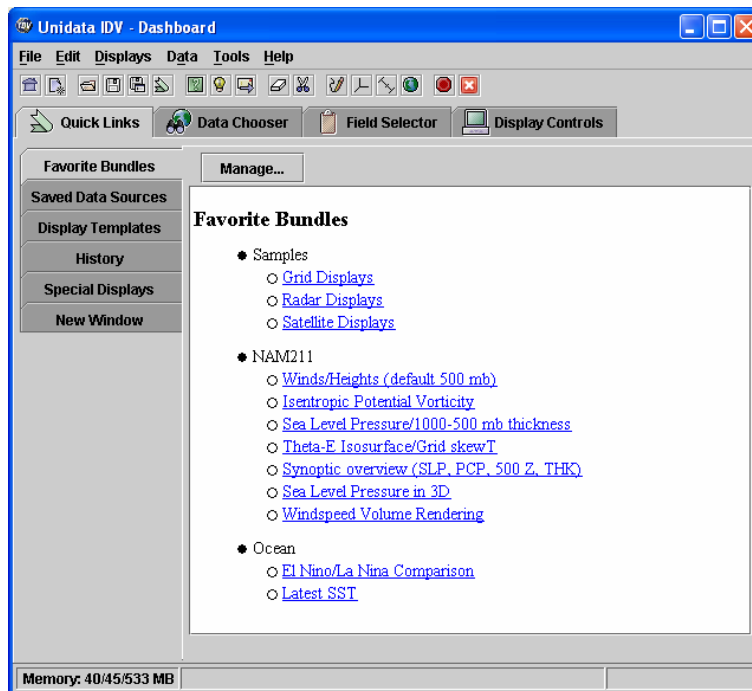 Unidata IDV - Dashboard
File Edit Displays Data Tools Help
Quick Links Data Chooser Field Selector Display Controls
Favorite Bundles
Saved Data Sources
Display Templates
History
Special Displays
New Window
Manage...
Favorite Bundles
Samples
Grid Displays
Radar Displays
Satellite Displays
NAM211
Winds/Heights (default 500 mb)
Isentropic Potential Vorticity
Sea Level Pressure/1000-500 mb thickness
Theta-E Isosurface/Grid skewT
Synoptic overview (SLP, PCP, 500 Z, THK)
Sea Level Pressure in 3D
Windspeed Volume Rendering
Ocean
El Nino/La Nina Comparison
Latest SST
Memory: 40/45/533 MB